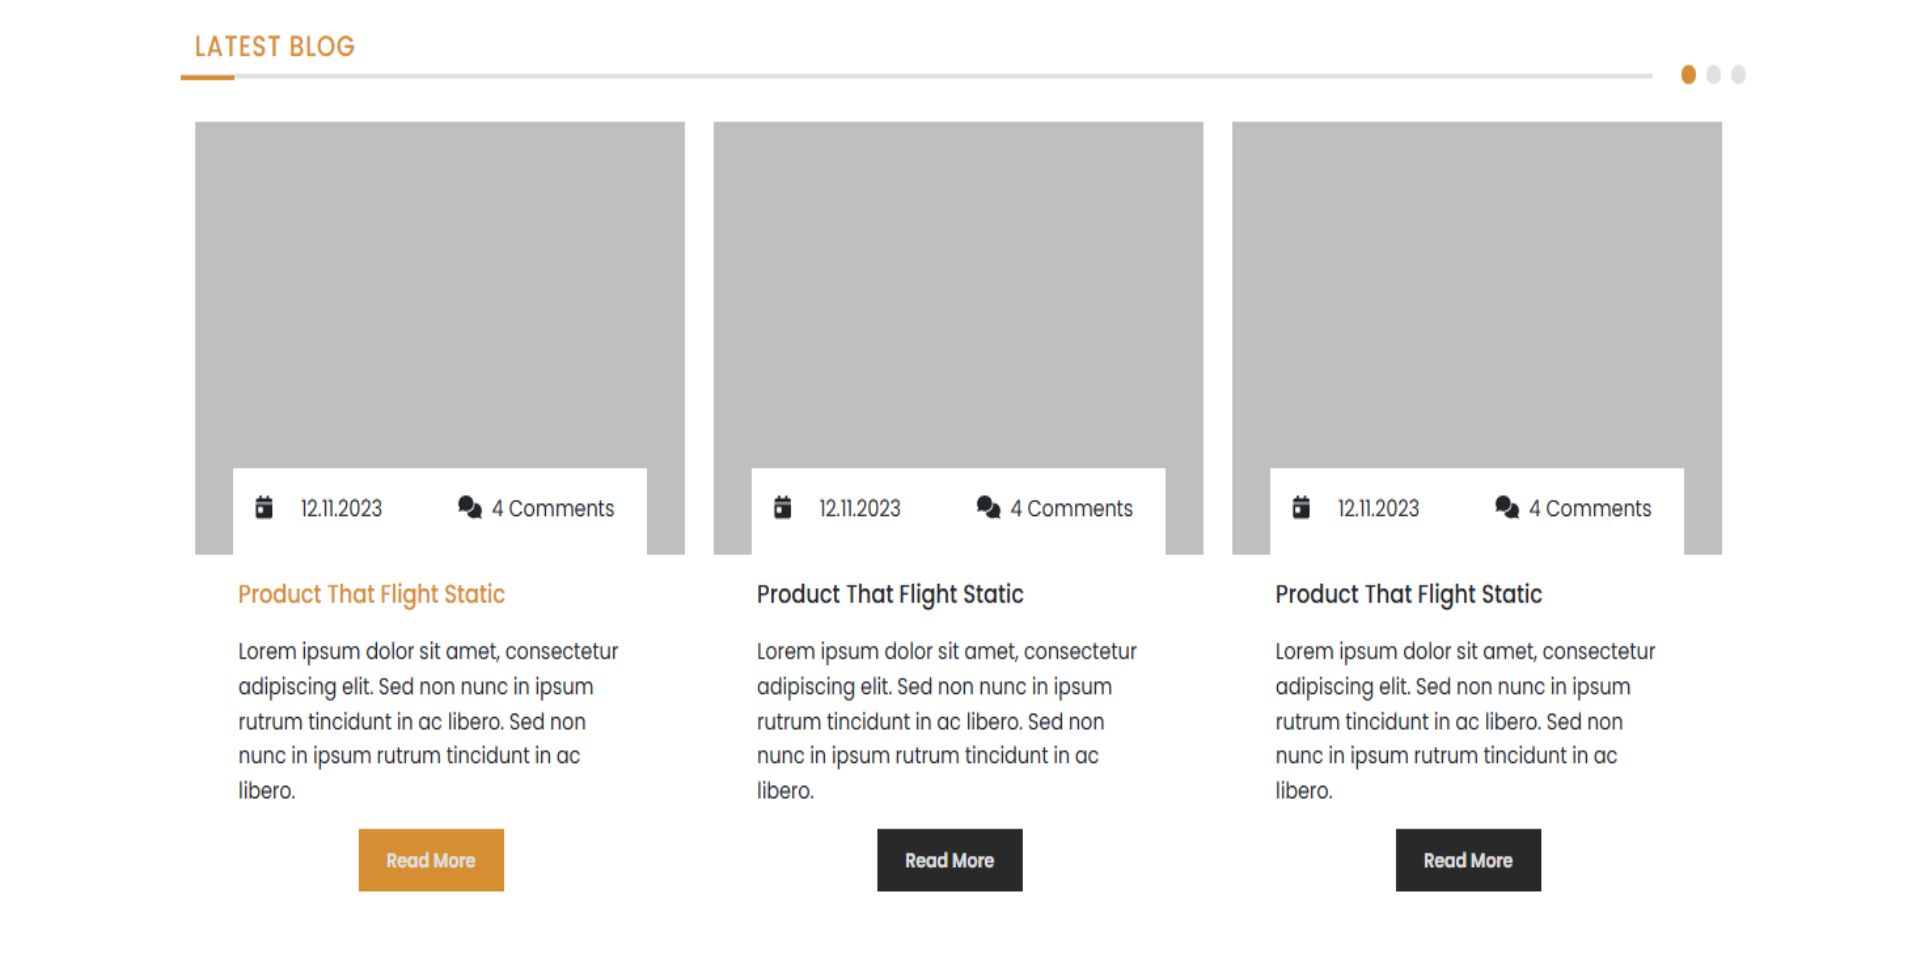 LATEST BLOG
12.11.2023 4 Comments
Product That Flight Static
Lorem ipsum dolor sit amet, consectetur
adipiscing elit. Sed non nunc in ipsum
rutrum tincidunt in ac libero. Sed non
nunc in ipsum rutrum tincidunt in ac
libero.
Read More
12.11.2023 4 Comments
Product That Flight Static
Lorem ipsum dolor sit amet, consectetur
adipiscing elit. Sed non nunc in ipsum
rutrum tincidunt in ac libero. Sed non
nunc in ipsum rutrum tincidunt in ac
libero.
Read More
12.11.2023 4 Comments
Product That Flight Static
Lorem ipsum dolor sit amet, consectetur
adipiscing elit. Sed non nunc in ipsum
rutrum tincidunt in ac libero. Sed non
nunc in ipsum rutrum tincidunt in ac
libero.
Read More